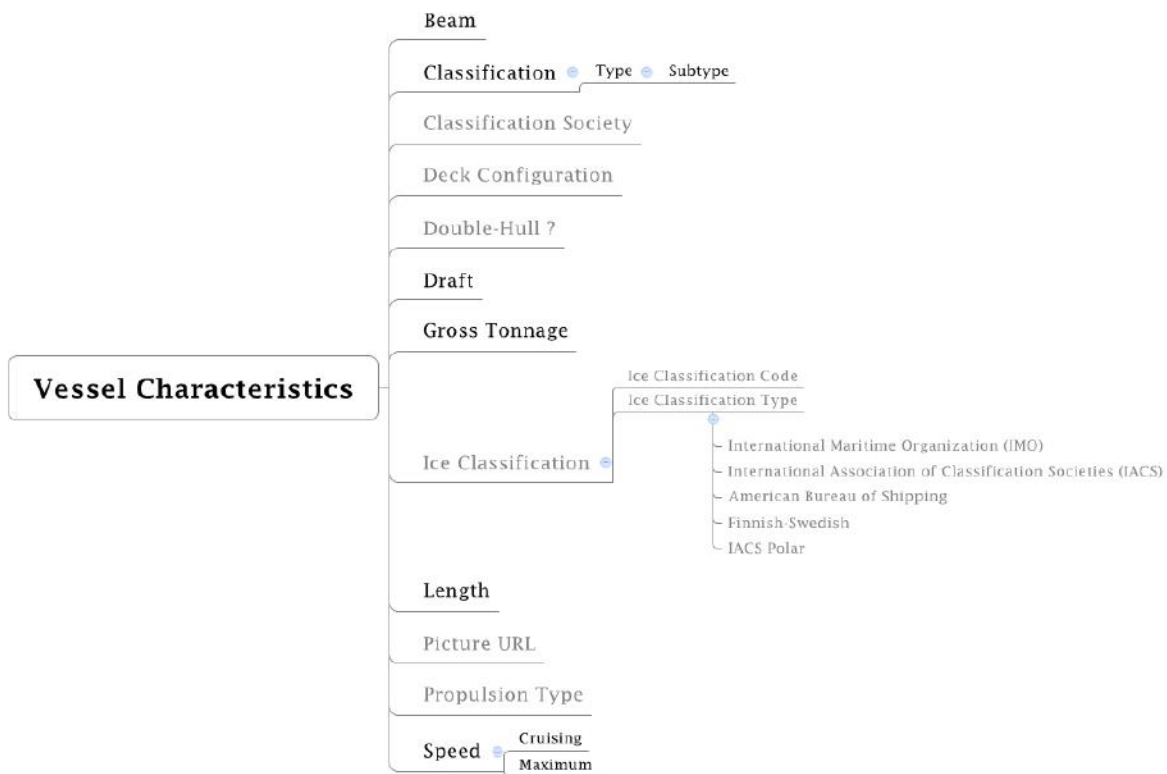 Beam
Classification Type Subtype
Classification Society
Deck Configuration
Double-Hull ?
Draft
Gross Tonnage
Vessel Characteristics
Ice Classification Code
Ice Classification Type
Ice Classification
International Maritime Organization (IMO)
International Association of Classification Societies (IACS)
American Bureau of Shipping
Finnish-Swedish
IACS Polar
Length
Picture URL
Propulsion Type
Speed
Cruising
Maximum